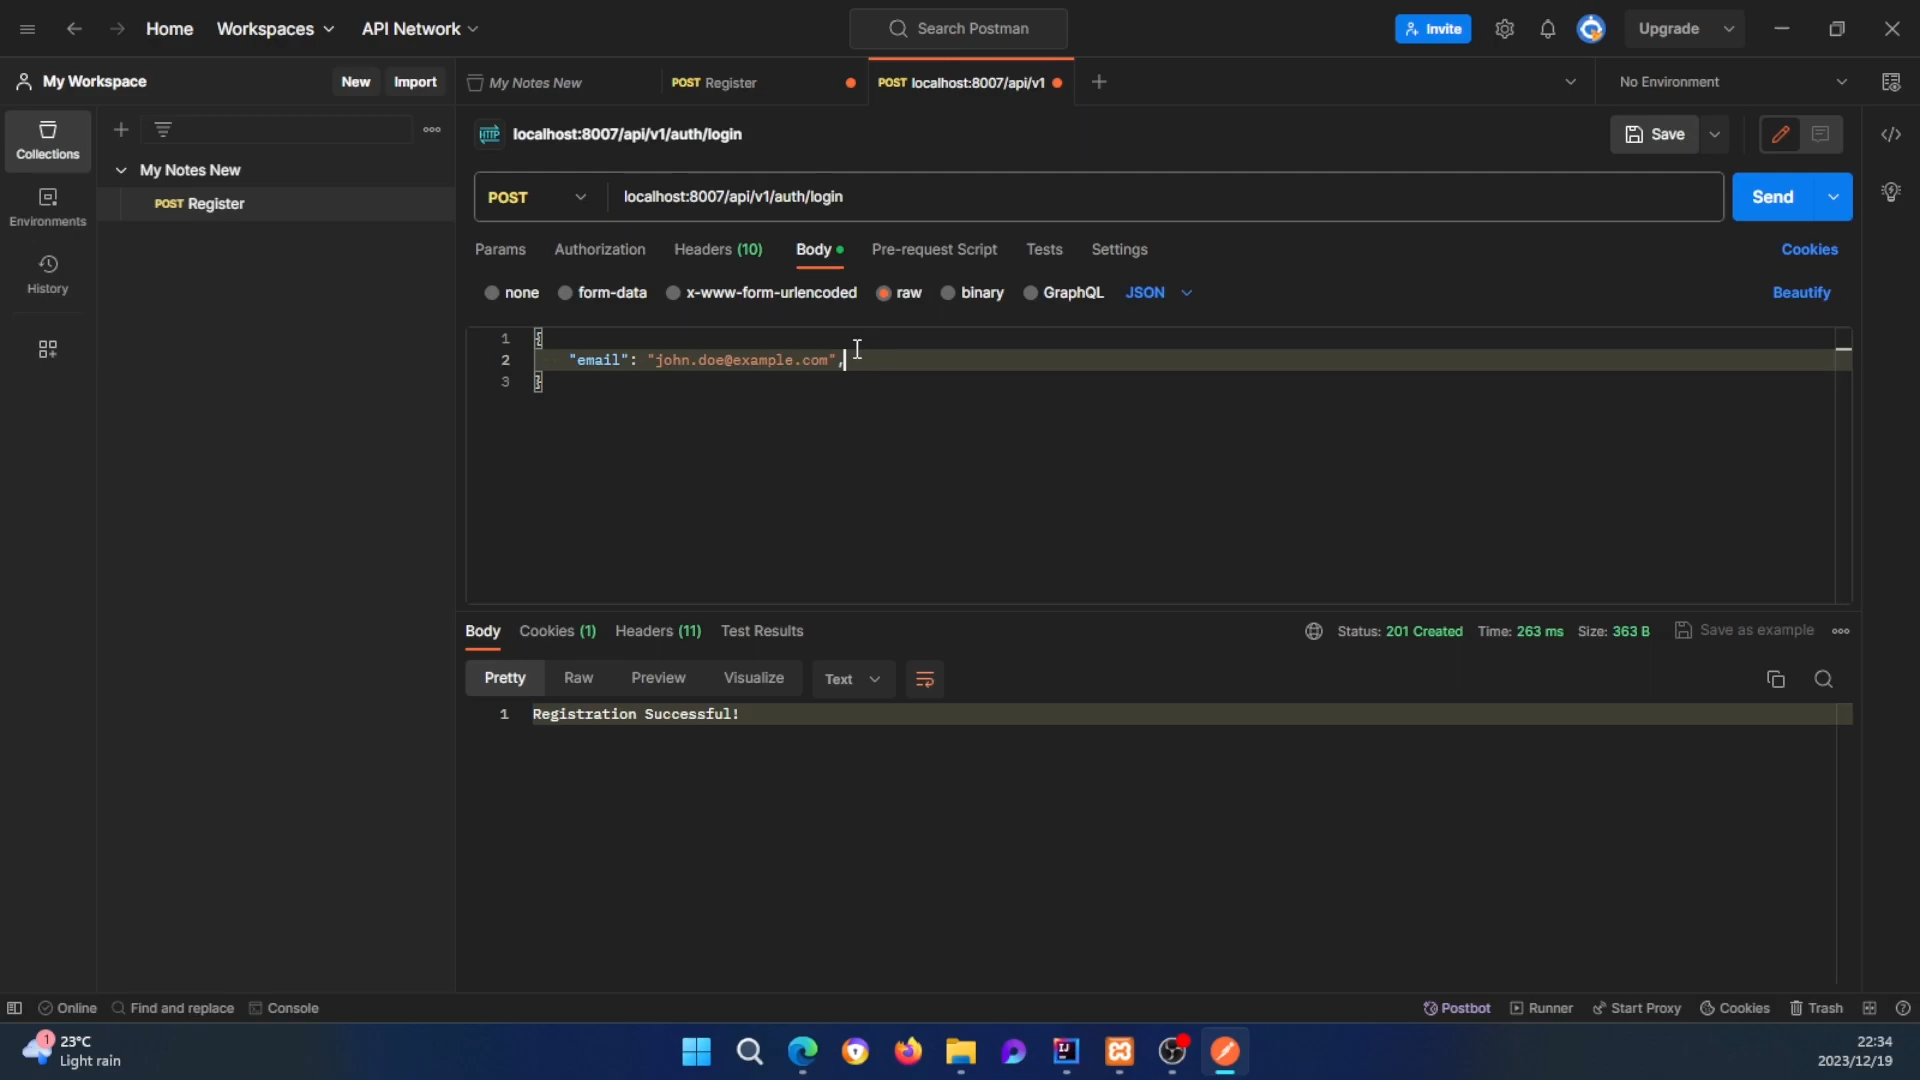 Home
Workspaces
API Network
Search Postman
Invite
Upgrade
My Workspace
New
Import
My Notes New
POST Register
POST localhost:8007/api/v1
No Environment
Collections
Environments
History
My Notes New
POST Register
HTTP
localhost:8007/api/v1/auth/login
Save
POST
localhost:8007/api/v1/auth/login
Send
Params
Authorization
Headers (10)
Body
Pre-request Script
Tests
Settings
Cookies
none
form-data
x-www-form-urlencoded
raw
binary
GraphQL
JSON
Beautify
1 {
2 "email": "john.doe@example.com",
3 }
Body
Cookies (1)
Headers (11)
Test Results
Status: 201 Created
Time: 263 ms
Size: 363 B
Save as example
Pretty
Raw
Preview
Visualize
Text
1 Registration Successful!
Online
Find and replace
Console
Postbot
Runner
Start Proxy
Cookies
Trash
1
23°C
Light rain
IJ
22:34
2023/12/19